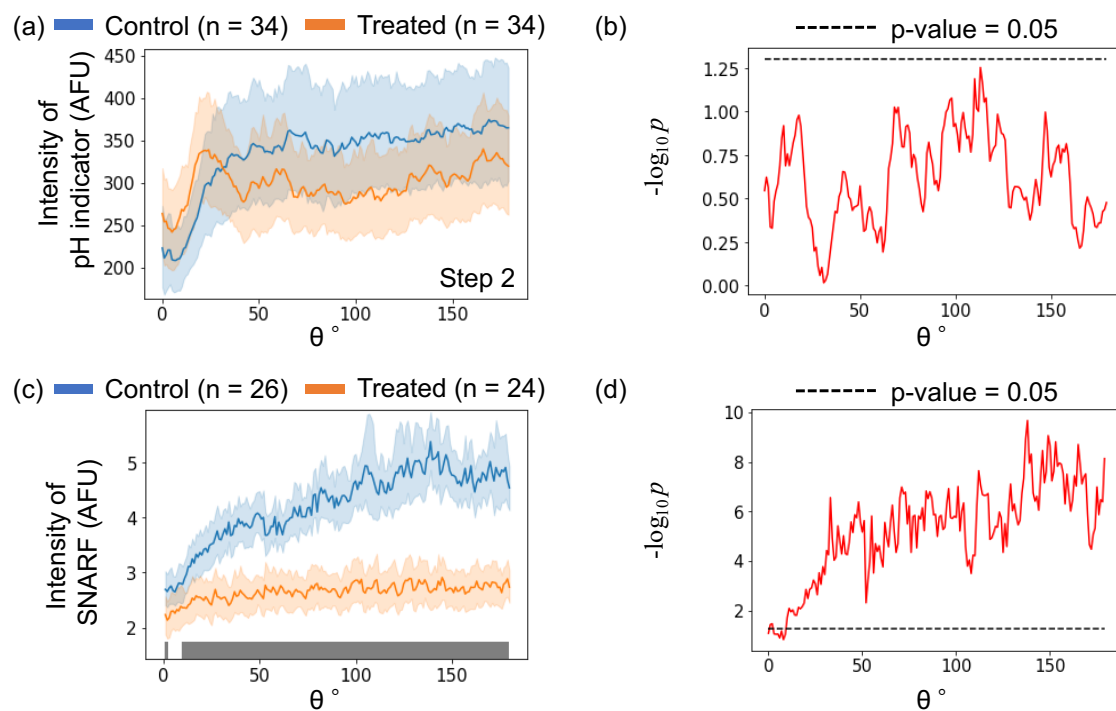 (a) Control (n = 34) Treated (n = 34)
Intensity of
pH indicator (AFU)
450
400
350
300
250
200
Step 2
0 50 100 150
θ °
(b) p-value = 0.05
-log10 p
1.25
1.00
0.75
0.50
0.25
0.00
0 50 100 150
θ °
(c) Control (n = 26) Treated (n = 24)
Intensity of
SNARF (AFU)
5
4
3
2
0 50 100 150
θ °
(d) p-value = 0.05
-log10 p
10
8
6
4
2
0 50 100 150
θ °